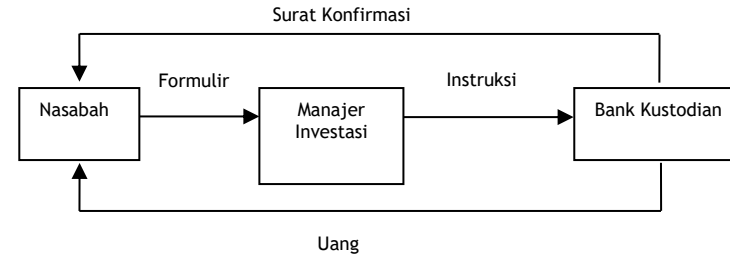 Surat Konfirmasi
Formulir
Instruksi
Nasabah
Manajer
Investasi
Bank Kustodian
Uang